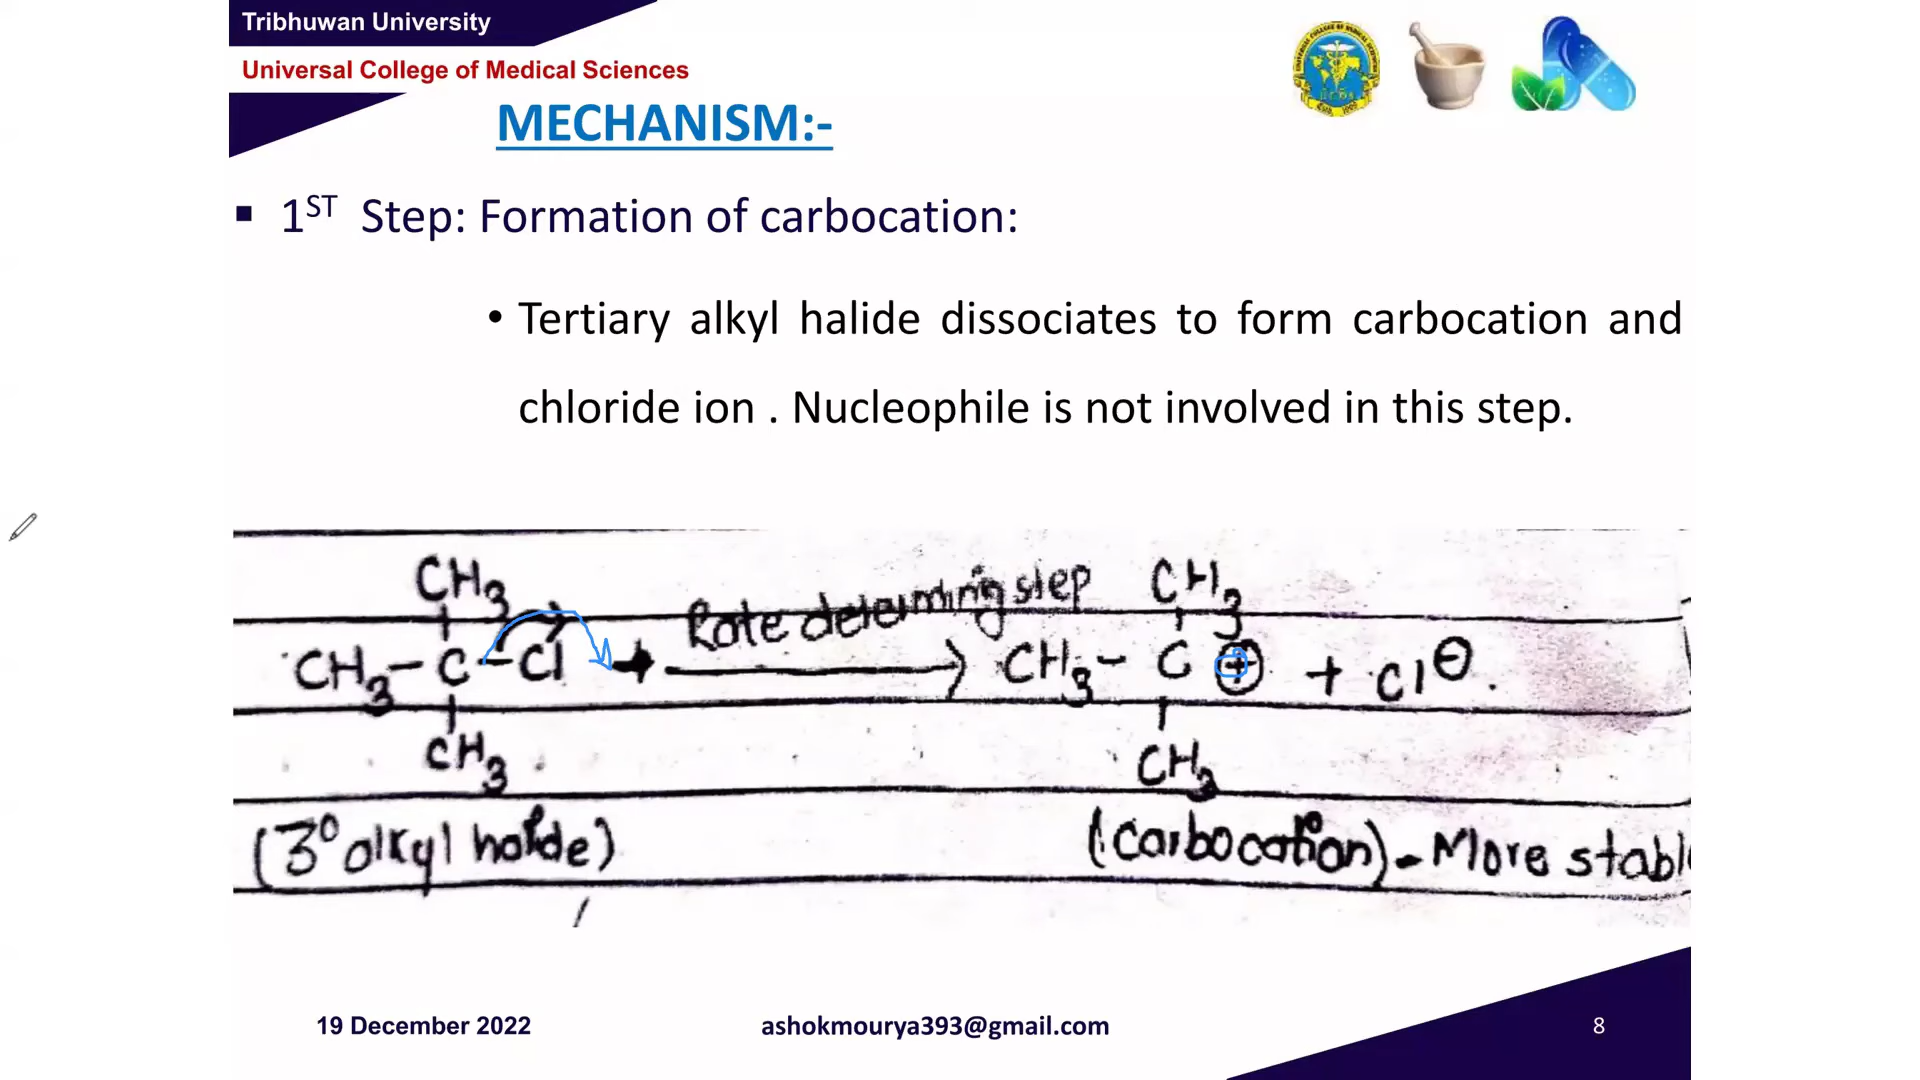 Tribhuwan University
Universal College of Medical Sciences
MECHANISM:-
▪ 1ST Step: Formation of carbocation:
• Tertiary alkyl halide dissociates to form carbocation and
chloride ion . Nucleophile is not involved in this step.
CH3
Rate determing step
CH3
CH3 - C - Cl → CH3 - C ⊕ + Cl⊖.
CH3
CH3
(3° alkyl halide)
(carbocation) - More stabl
19 December 2022
ashokmourya393@gmail.com
8